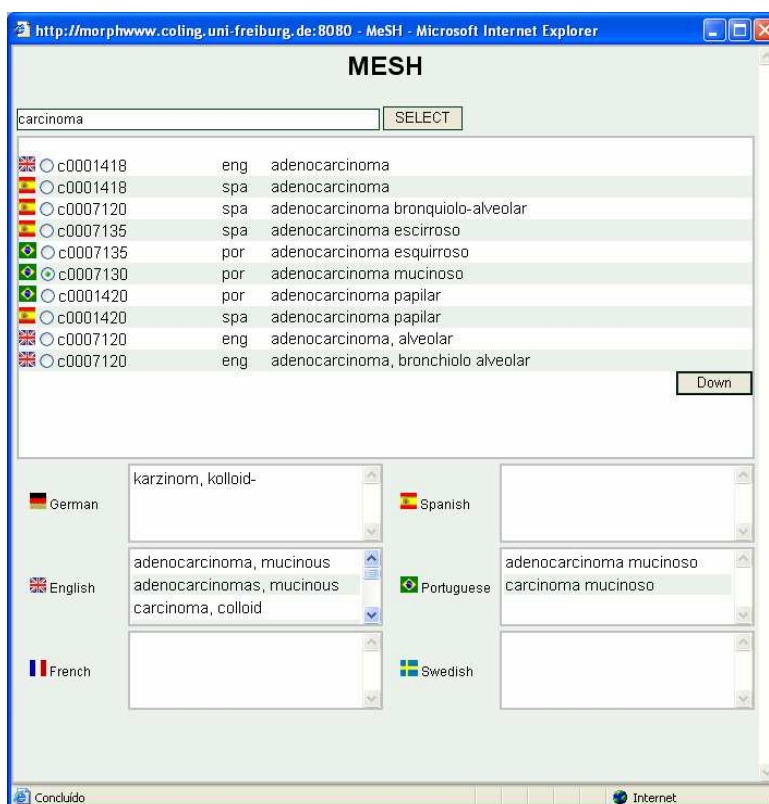 http://morphwww.coling.uni-freiburg.de:8080 - MeSH - Microsoft Internet Explorer
MESH
carcinoma SELECT
c0001418 eng adenocarcinoma
c0001418 spa adenocarcinoma
c0007120 spa adenocarcinoma bronquiolo-alveolar
c0007135 spa adenocarcinoma escirroso
c0007135 por adenocarcinoma esquirroso
c0007130 por adenocarcinoma mucinoso
c0001420 por adenocarcinoma papilar
c0001420 spa adenocarcinoma papilar
c0007120 eng adenocarcinoma, alveolar
c0007120 eng adenocarcinoma, bronchiolo alveolar
Down
German
karzinom, kolloid-
Spanish
English
adenocarcinoma, mucinous
adenocarcinomas, mucinous
carcinoma, colloid
Portuguese
adenocarcinoma mucinoso
carcinoma mucinoso
French
Swedish
Concluído Internet